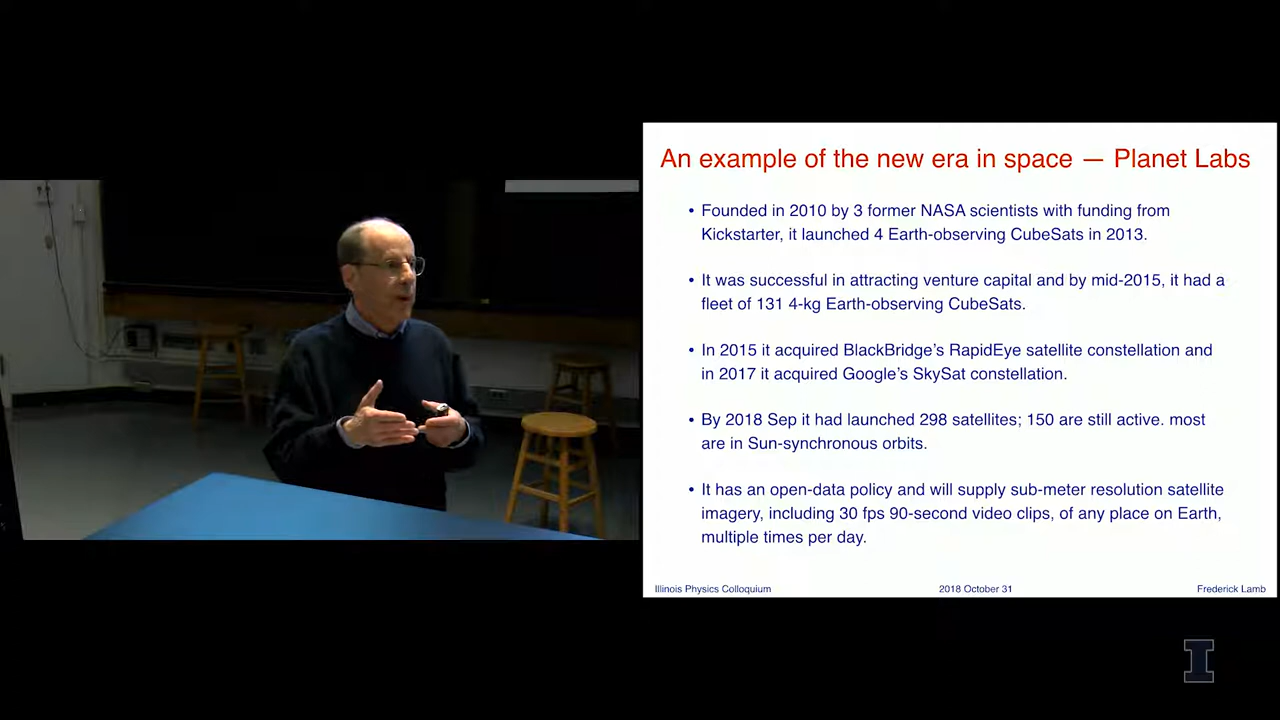 An example of the new era in space — Planet Labs
• Founded in 2010 by 3 former NASA scientists with funding from
Kickstarter, it launched 4 Earth-observing CubeSats in 2013.
• It was successful in attracting venture capital and by mid-2015, it had a
fleet of 131 4-kg Earth-observing CubeSats.
• In 2015 it acquired BlackBridge's RapidEye satellite constellation and
in 2017 it acquired Google's SkySat constellation.
• By 2018 Sep it had launched 298 satellites; 150 are still active. most
are in Sun-synchronous orbits.
• It has an open-data policy and will supply sub-meter resolution satellite
imagery, including 30 fps 90-second video clips, of any place on Earth,
multiple times per day.
Illinois Physics Colloquium 2018 October 31 Frederick Lamb
I